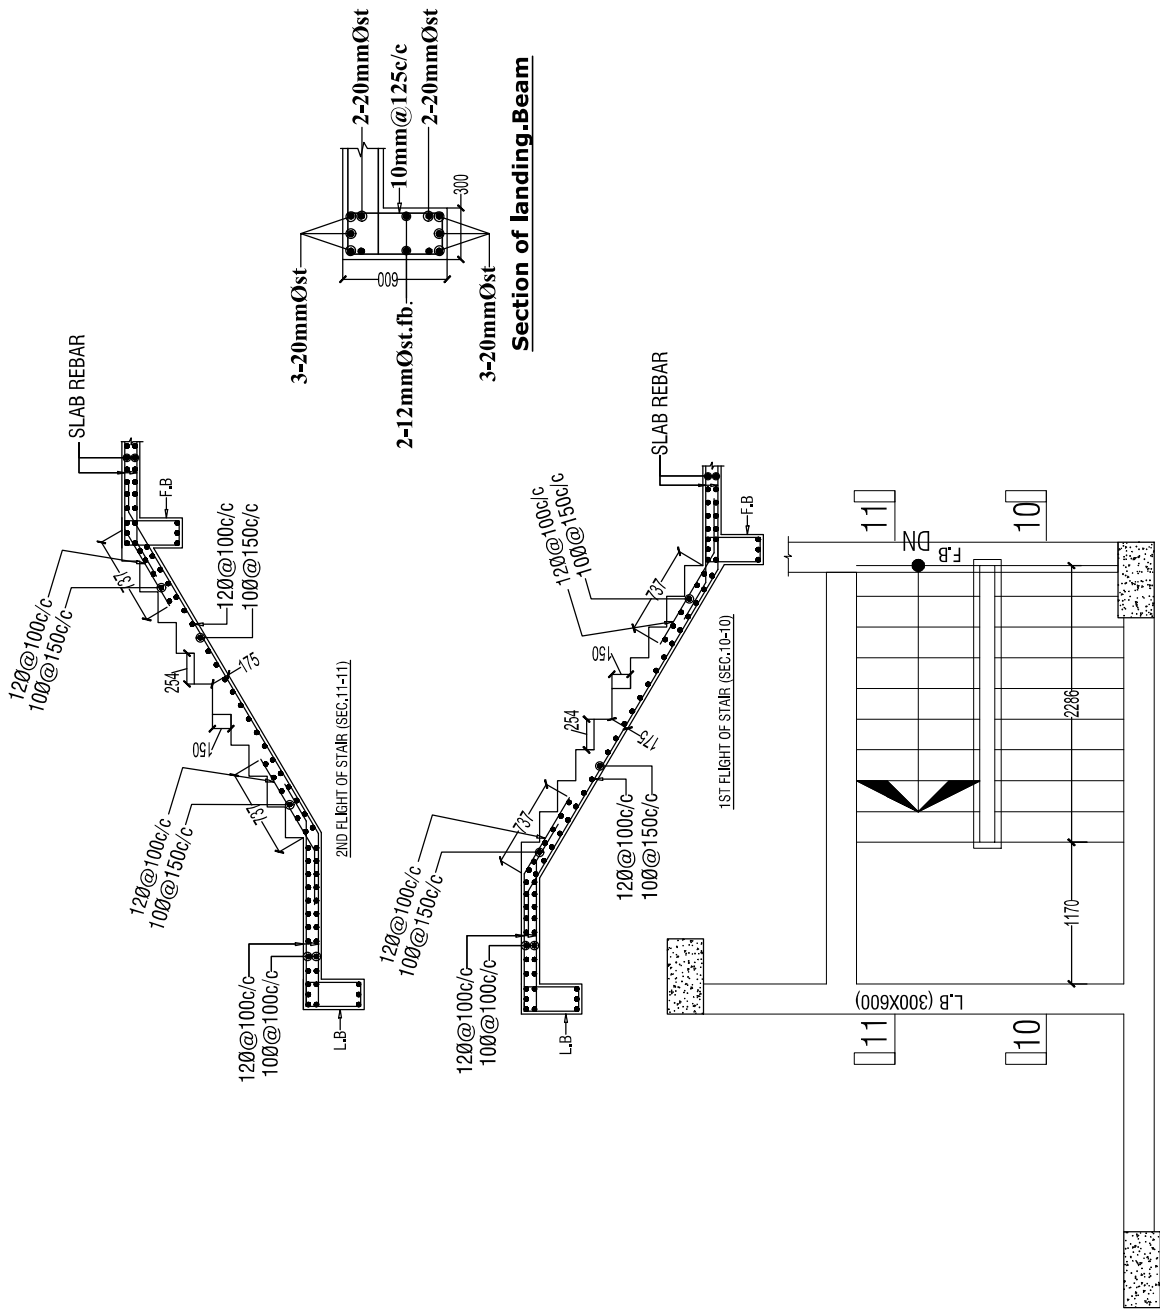 2-20mmØst
10mm@125c/c
2-20mmØst
3-20mmØst
2-12mmØst.fb.
3-20mmØst
600
300
Section of landing.Beam
SLAB REBAR
F.B
737
12Ø@100c/c
10Ø@150c/c
12Ø@100c/c
10Ø@150c/c
254
175
150
737
12Ø@100c/c
10Ø@150c/c
2ND FLIGHT OF STAIR (SEC.11-11)
12Ø@100c/c
10Ø@100c/c
L.B
SLAB REBAR
F.B
12Ø@100c/c
10Ø@150c/c
737
150
254
175
737
12Ø@100c/c
10Ø@150c/c
12Ø@100c/c
10Ø@150c/c
1ST FLIGHT OF STAIR (SEC.10-10)
12Ø@100c/c
10Ø@100c/c
L.B
11
10
DN
F.B
2286
1170
L.B (300X600)
11
10